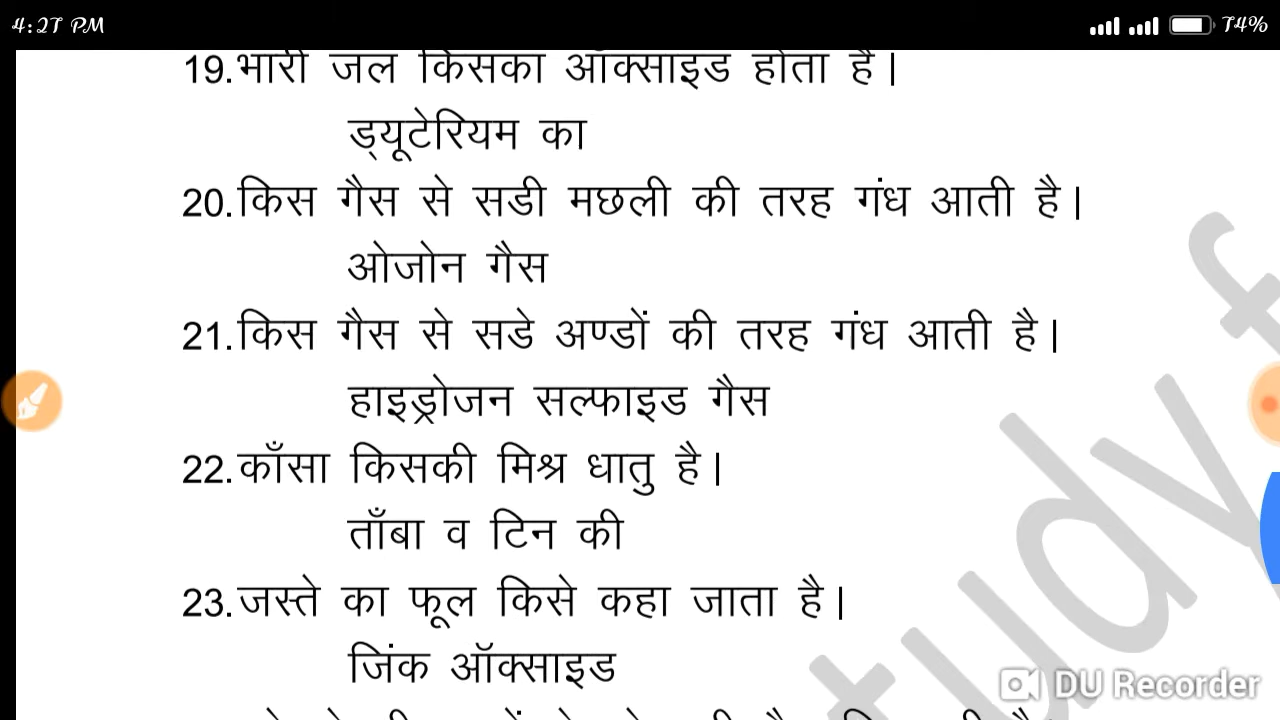 4:27 PM
74%
19.भारी जल किसका ऑक्साइड होता है।
ड्यूटेरियम का
20.किस गैस से सडी मछली की तरह गंध आती है।
ओजोन गैस
21.किस गैस से सडे अण्डों की तरह गंध आती है।
हाइड्रोजन सल्फाइड गैस
22.काँसा किसकी मिश्र धातु है।
ताँबा व टिन की
23.जस्ते का फूल किसे कहा जाता है।
जिंक ऑक्साइड
DU Recorder